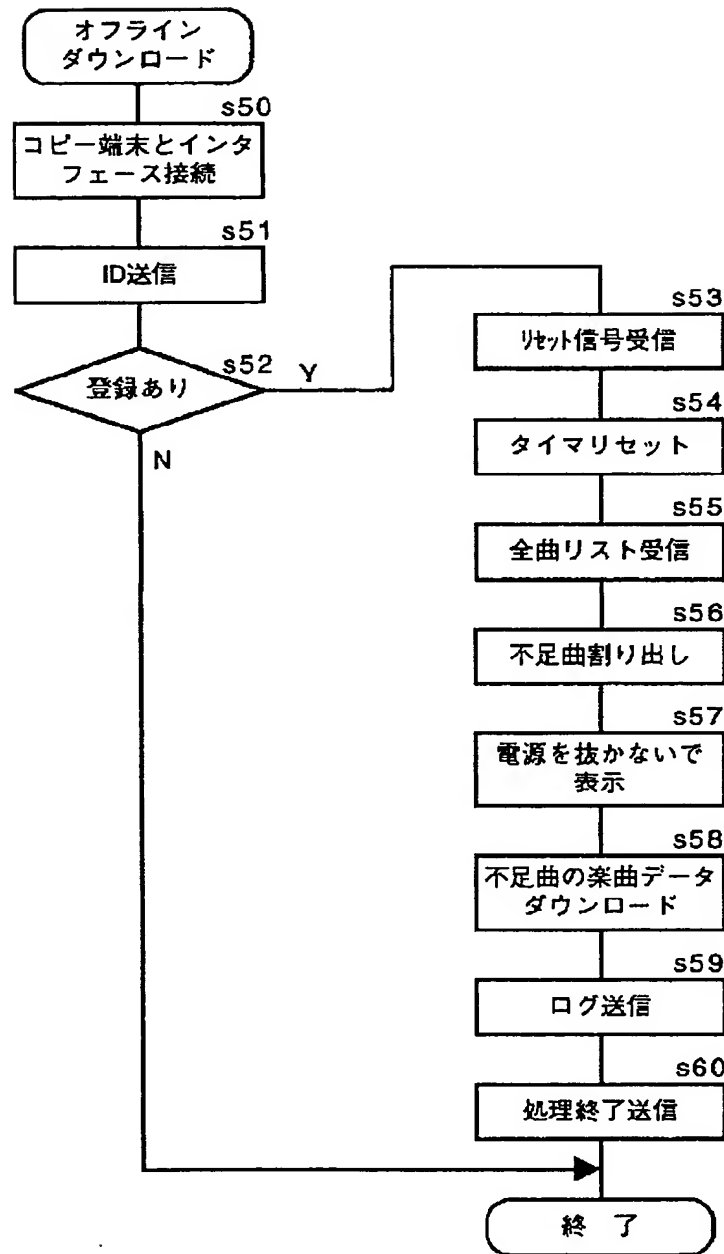 オフライン
ダウンロード
s50
コピー端末とインタ
フェース接続
s51
ID送信
s52
登録あり
Y
N
s53
リセット信号受信
s54
タイマリセット
s55
全曲リスト受信
s56
不足曲割り出し
s57
電源を抜かないで
表示
s58
不足曲の楽曲データ
ダウンロード
s59
ログ送信
s60
処理終了送信
終 了